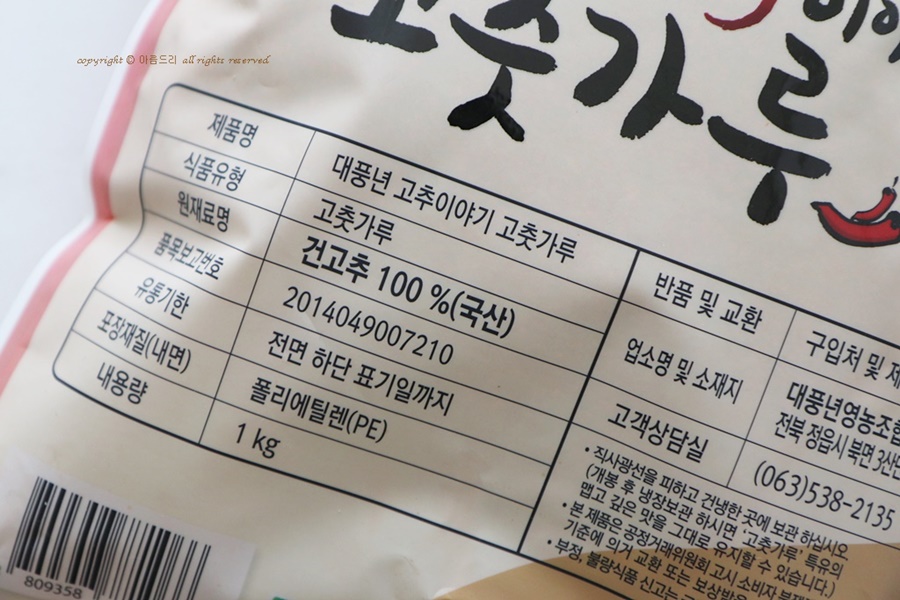 copyright © 아름드리 all rights reserved
고춧가루
제품명 대풍년 고추이야기 고춧가루
식품유형 고춧가루
원재료명 건고추 100 %(국산)
품목보고번호 2014049007210
유통기한 전면 하단 표기일까지
포장재질(내면) 폴리에틸렌(PE)
내용량 1 kg
반품 및 교환 구입처 및
업소명 및 소재지 대풍년영농조합
전북 정읍시 북면 3산단
고객상담실 (063)538-2135
• 직사광선을 피하고 건냉한 곳에 보관 하십시오
(개봉 후 냉장보관 하시면 '고춧가루' 특유의
맵고 깊은 맛을 그대로 유지할 수 있습니다.)
• 본 제품은 공정거래위원회 고시 소비자
기준에 의거 교환 또는 보상받을
• 부정, 불량식품 신고는
809358